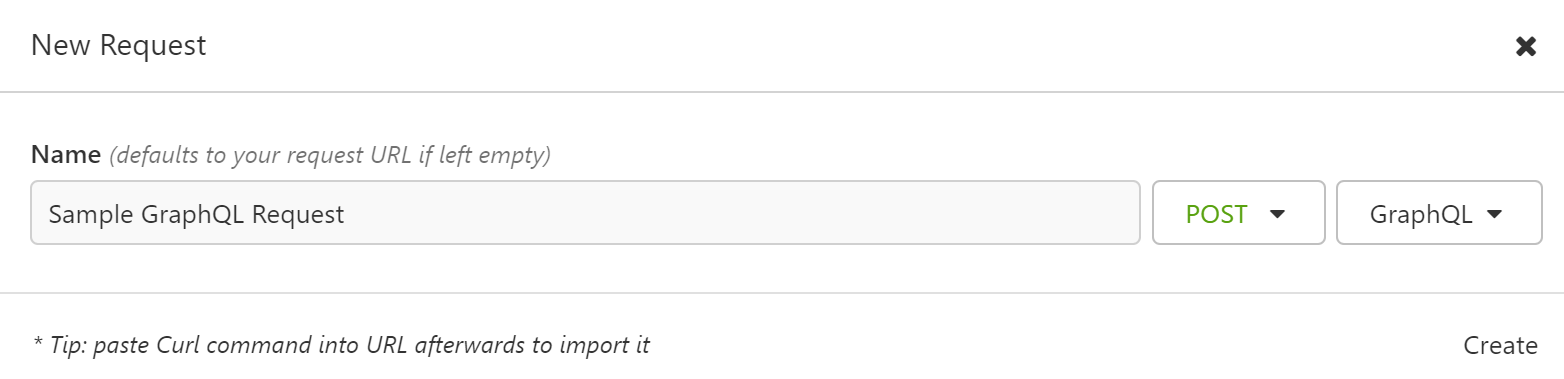 New Request
Name (defaults to your request URL if left empty)
Sample GraphQL Request POST GraphQL
* Tip: paste Curl command into URL afterwards to import it Create